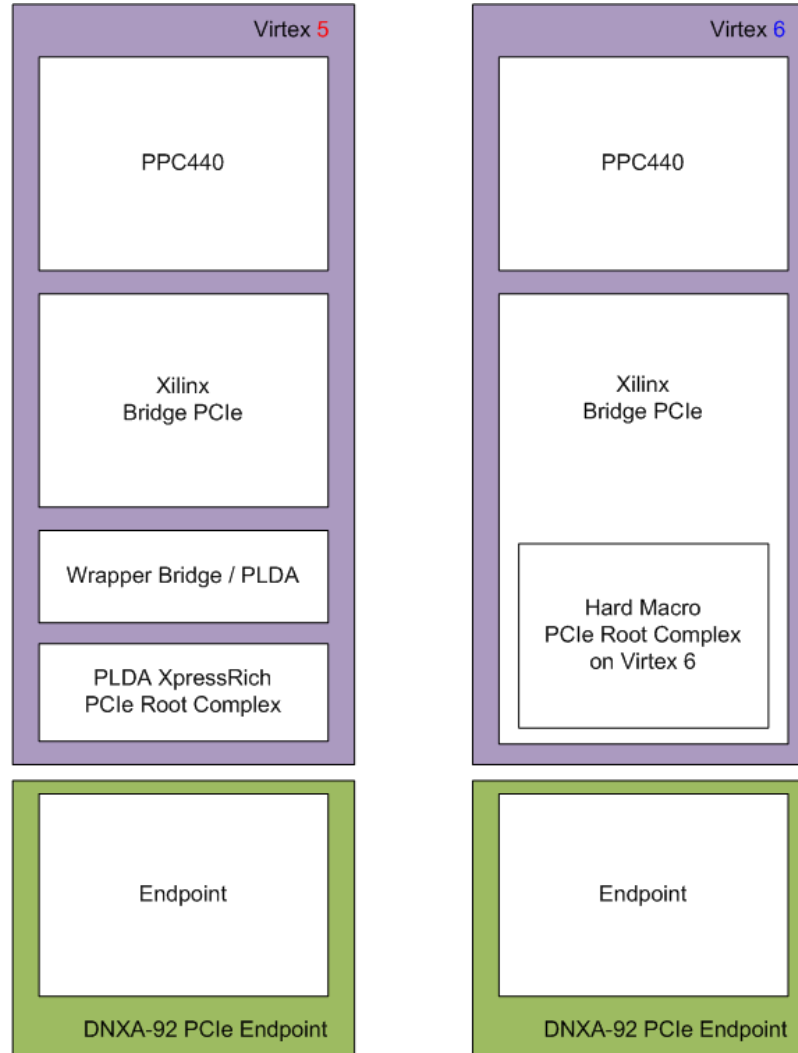 Virtex 5
PPC440
Xilinx
Bridge PCIe
Wrapper Bridge / PLDA
PLDA XpressRich
PCIe Root Complex
Endpoint
DNXA-92 PCIe Endpoint
Virtex 6
PPC440
Xilinx
Bridge PCIe
Hard Macro
PCIe Root Complex
on Virtex 6
Endpoint
DNXA-92 PCIe Endpoint